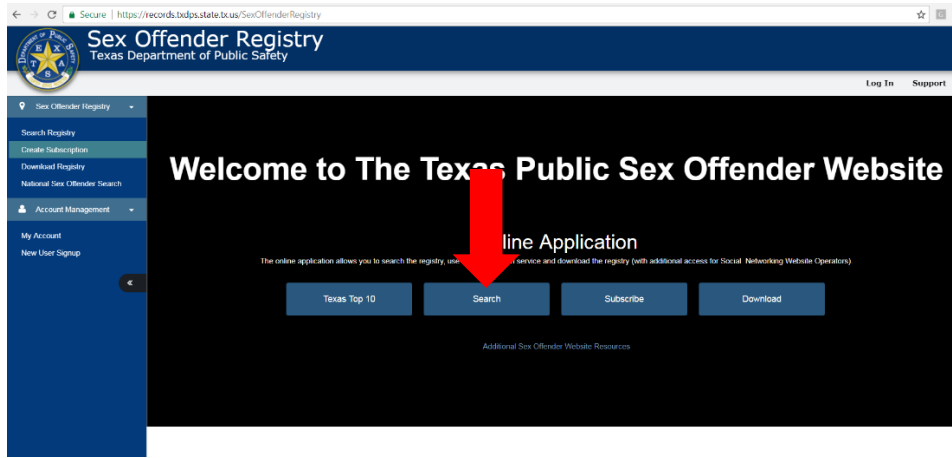 Secure | https://records.txdps.state.tx.us/SexOffenderRegistry
Sex Offender Registry
Texas Department of Public Safety
Log In Support
Sex Offender Registry
Search Registry
Create Subscription
Download Registry
National Sex Offender Search
Account Management
My Account
New User Signup
Welcome to The Texas Public Sex Offender Website
line Application
The online application allows you to search the registry, use service and download the registry (with additional access for Social Networking Website Operators)
Texas Top 10 Search Subscribe Download
Additional Sex Offender Website Resources